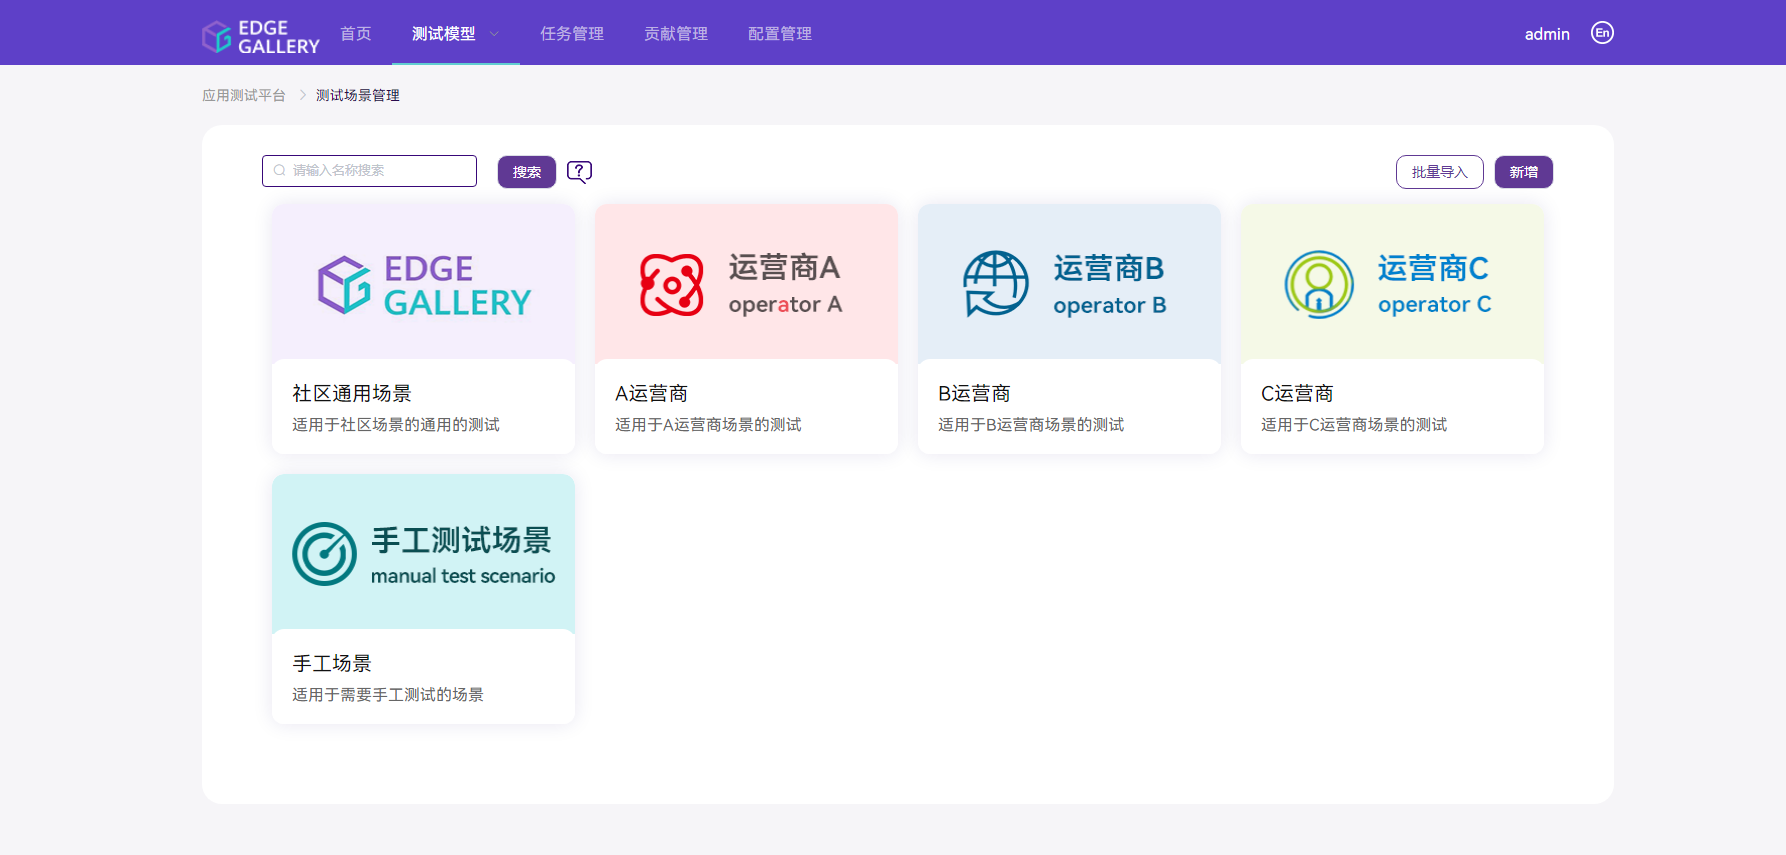 EDGE
GALLERY
首页
测试模型
任务管理
贡献管理
配置管理
admin
En
应用测试平台
测试场景管理
请输入名称搜索
搜索
?
批量导入
新增
EDGE
GALLERY
社区通用场景
适用于社区场景的通用的测试
运营商A
operator A
A运营商
适用于A运营商场景的测试
运营商B
operator B
B运营商
适用于B运营商场景的测试
运营商C
operator C
C运营商
适用于C运营商场景的测试
手工测试场景
manual test scenario
手工场景
适用于需要手工测试的场景